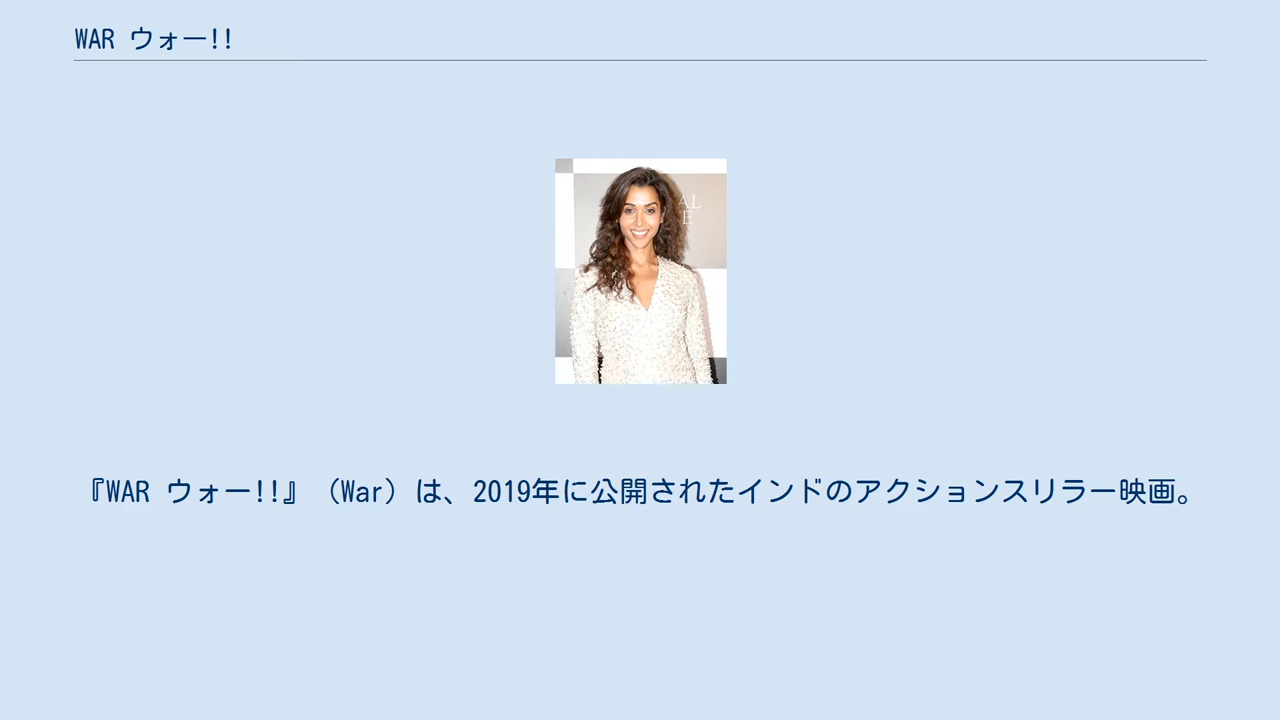 WAR ウォー!!
AL
E
『WAR ウォー!!』（War）は、2019年に公開されたインドのアクションスリラー映画。